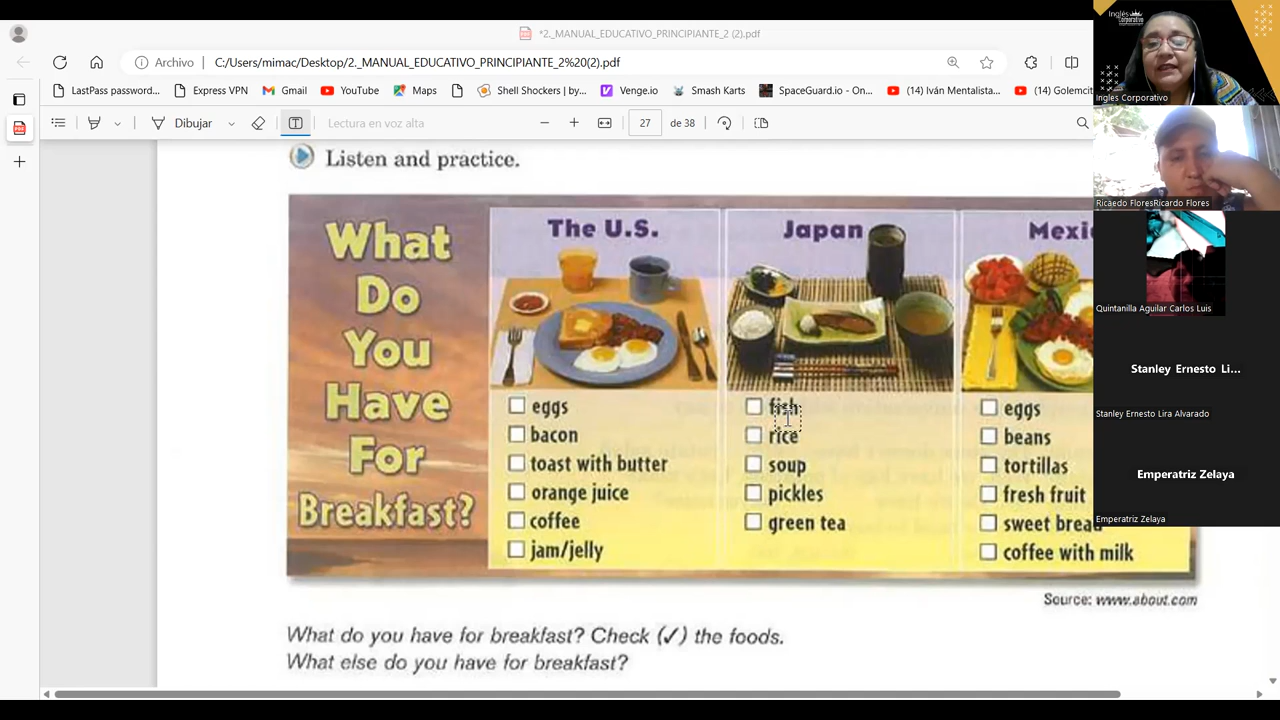 *2._MANUAL_EDUCATIVO_PRINCIPIANTE_2 (2).pdf
Archivo
C:/Users/mimac/Desktop/2._MANUAL_EDUCATIVO_PRINCIPIANTE_2%20(2).pdf
LastPass password...
Express VPN
Gmail
YouTube
Maps
Shell Shockers | by...
Venge.io
Smash Karts
SpaceGuard.io - On...
(14) Iván Mentalista...
(14) Golemcit
Dibujar
Lectura en voz alta
27
de 38
Listen and practice.
What
Do
You
Have
For
Breakfast?
The U.S.
eggs
bacon
toast with butter
orange juice
coffee
jam/jelly
Japan
fish
rice
soup
pickles
green tea
Mexic
eggs
beans
tortillas
fresh fruit
sweet bread
coffee with milk
Source: www.about.com
What do you have for breakfast? Check (✓) the foods.
What else do you have for breakfast?
Inglés
Corporativo
Ingles Corporativo
Ricaedo FloresRicardo Flores
Quintanilla Aguilar Carlos Luis
Stanley Ernesto Li...
Stanley Ernesto Lira Alvarado
Emperatriz Zelaya
Emperatriz Zelaya